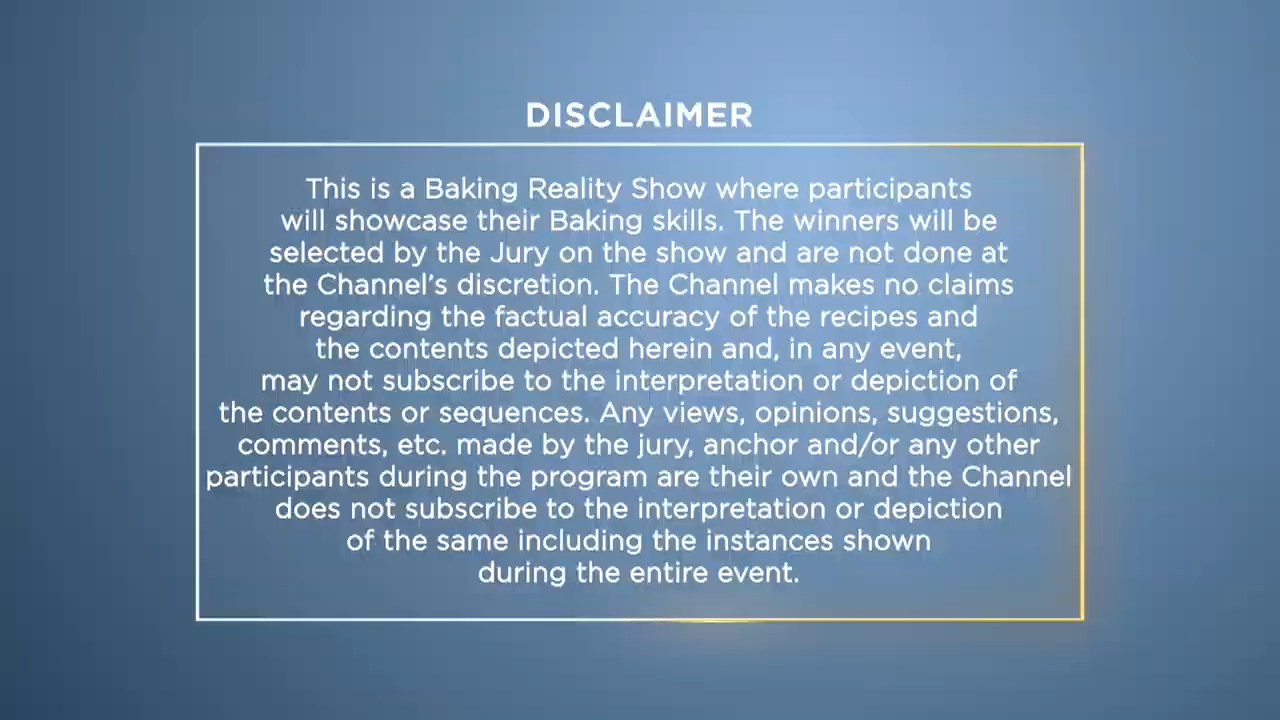 DISCLAIMER
This is a Baking Reality Show where participants
will showcase their Baking skills. The winners will be
selected by the Jury on the show and are not done at
the Channel's discretion. The Channel makes no claims
regarding the factual accuracy of the recipes and
the contents depicted herein and, in any event,
may not subscribe to the interpretation or depiction of
the contents or sequences. Any views, opinions, suggestions,
comments, etc. made by the jury, anchor and/or any other
participants during the program are their own and the Channel
does not subscribe to the interpretation or depiction
of the same including the instances shown
during the entire event.